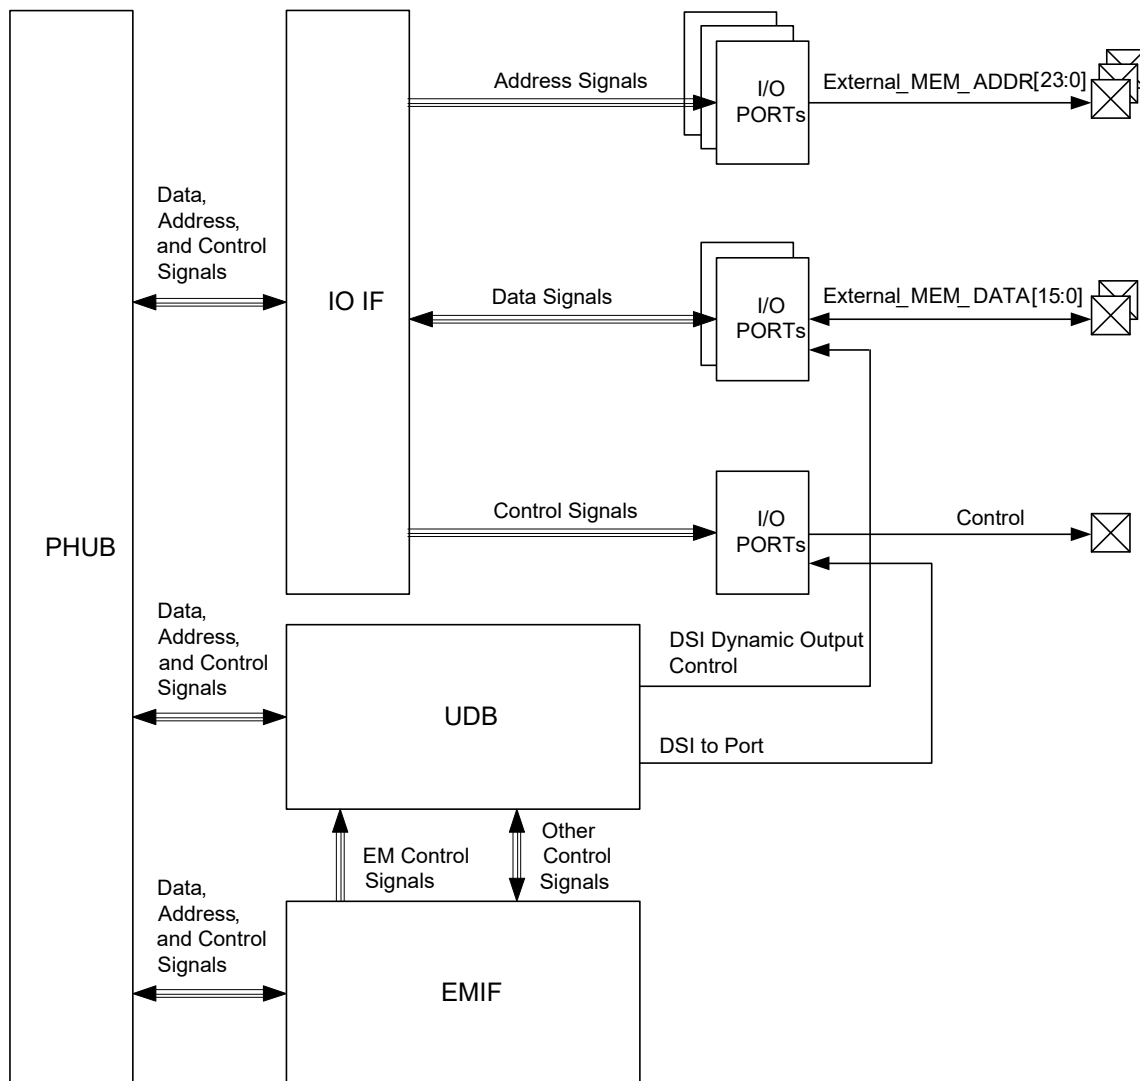 Address Signals
I/O
PORTs
External_MEM_ADDR[23:0]
Data,
Address,
and Control
Signals
IO IF
Data Signals
I/O
PORTs
External_MEM_DATA[15:0]
Control Signals
I/O
PORTs
Control
PHUB
Data,
Address,
and Control
Signals
UDB
DSI Dynamic Output
Control
DSI to Port
EM Control
Signals
Other
Control
Signals
Data,
Address,
and Control
Signals
EMIF